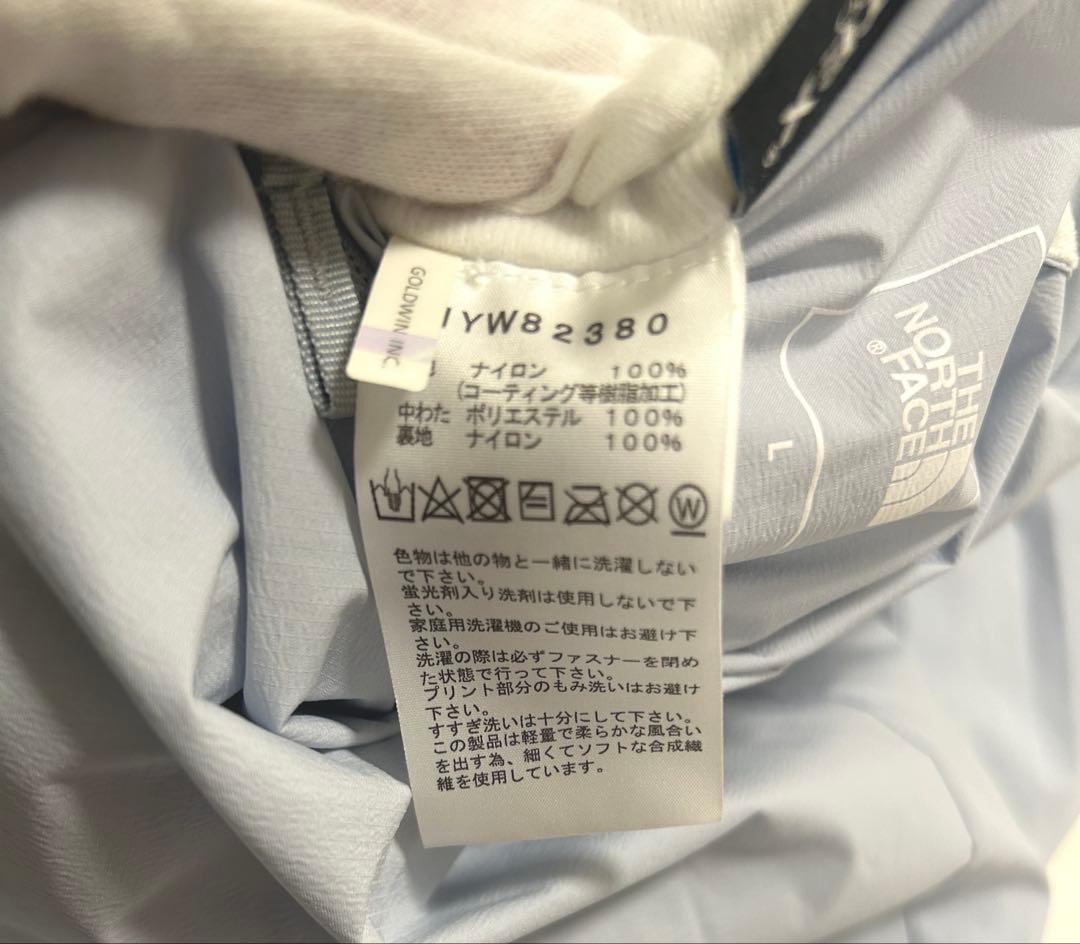 GOLDWIN INC
YW82380
ナイロン 100%
(コーティング等樹脂加工)
中わた ポリエステル 100%
裏地 ナイロン 100%
W
色物は他の物と一緒に洗濯しない
で下さい。
蛍光剤入り洗剤は使用しないで下
さい。
家庭用洗濯機のご使用はお避け下
さい。
洗濯の際は必ずファスナーを閉め
た状態で行って下さい。
プリント部分のもみ洗いはお避け
下さい。
すすぎ洗いは十分にして下さい。
この製品は軽量で柔らかな風合い
を出す為、細くてソフトな合成繊
維を使用しています。
THE
NORTH
FACE®
L